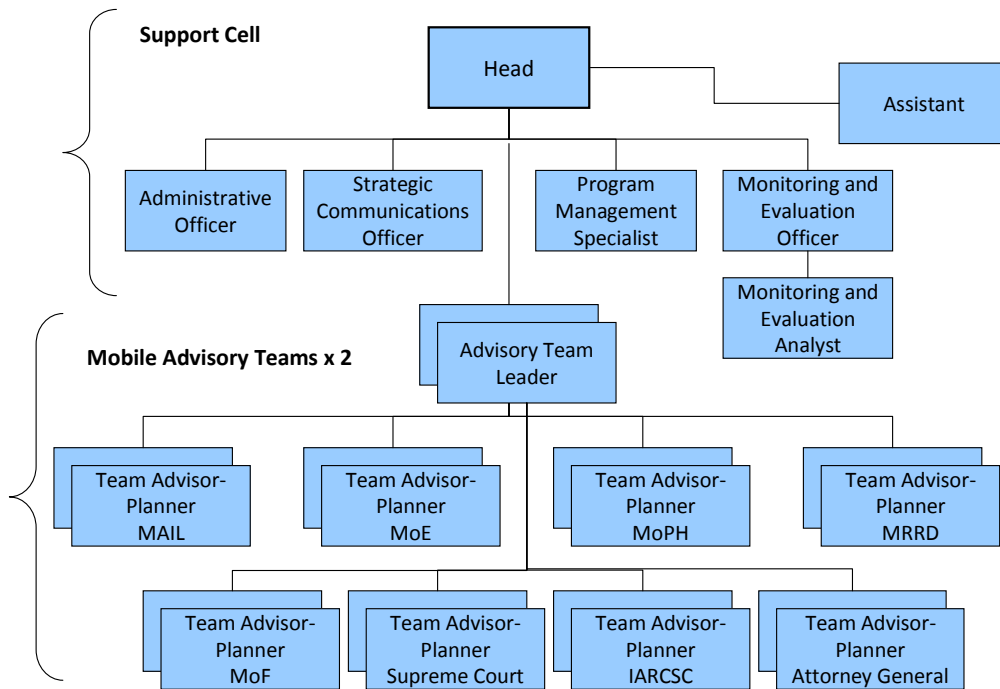 Support Cell
Head
Assistant
Administrative
Officer
Strategic
Communications
Officer
Program
Management
Specialist
Monitoring and
Evaluation
Officer
Monitoring and
Evaluation
Analyst
Mobile Advisory Teams x 2
Advisory Team
Leader
Team Advisor-
Planner
MAIL
Team Advisor-
Planner
MoE
Team Advisor-
Planner
MoPH
Team Advisor-
Planner
MRRD
Team Advisor-
Planner
MoF
Team Advisor-
Planner
Supreme Court
Team Advisor-
Planner
IARCSC
Team Advisor-
Planner
Attorney General